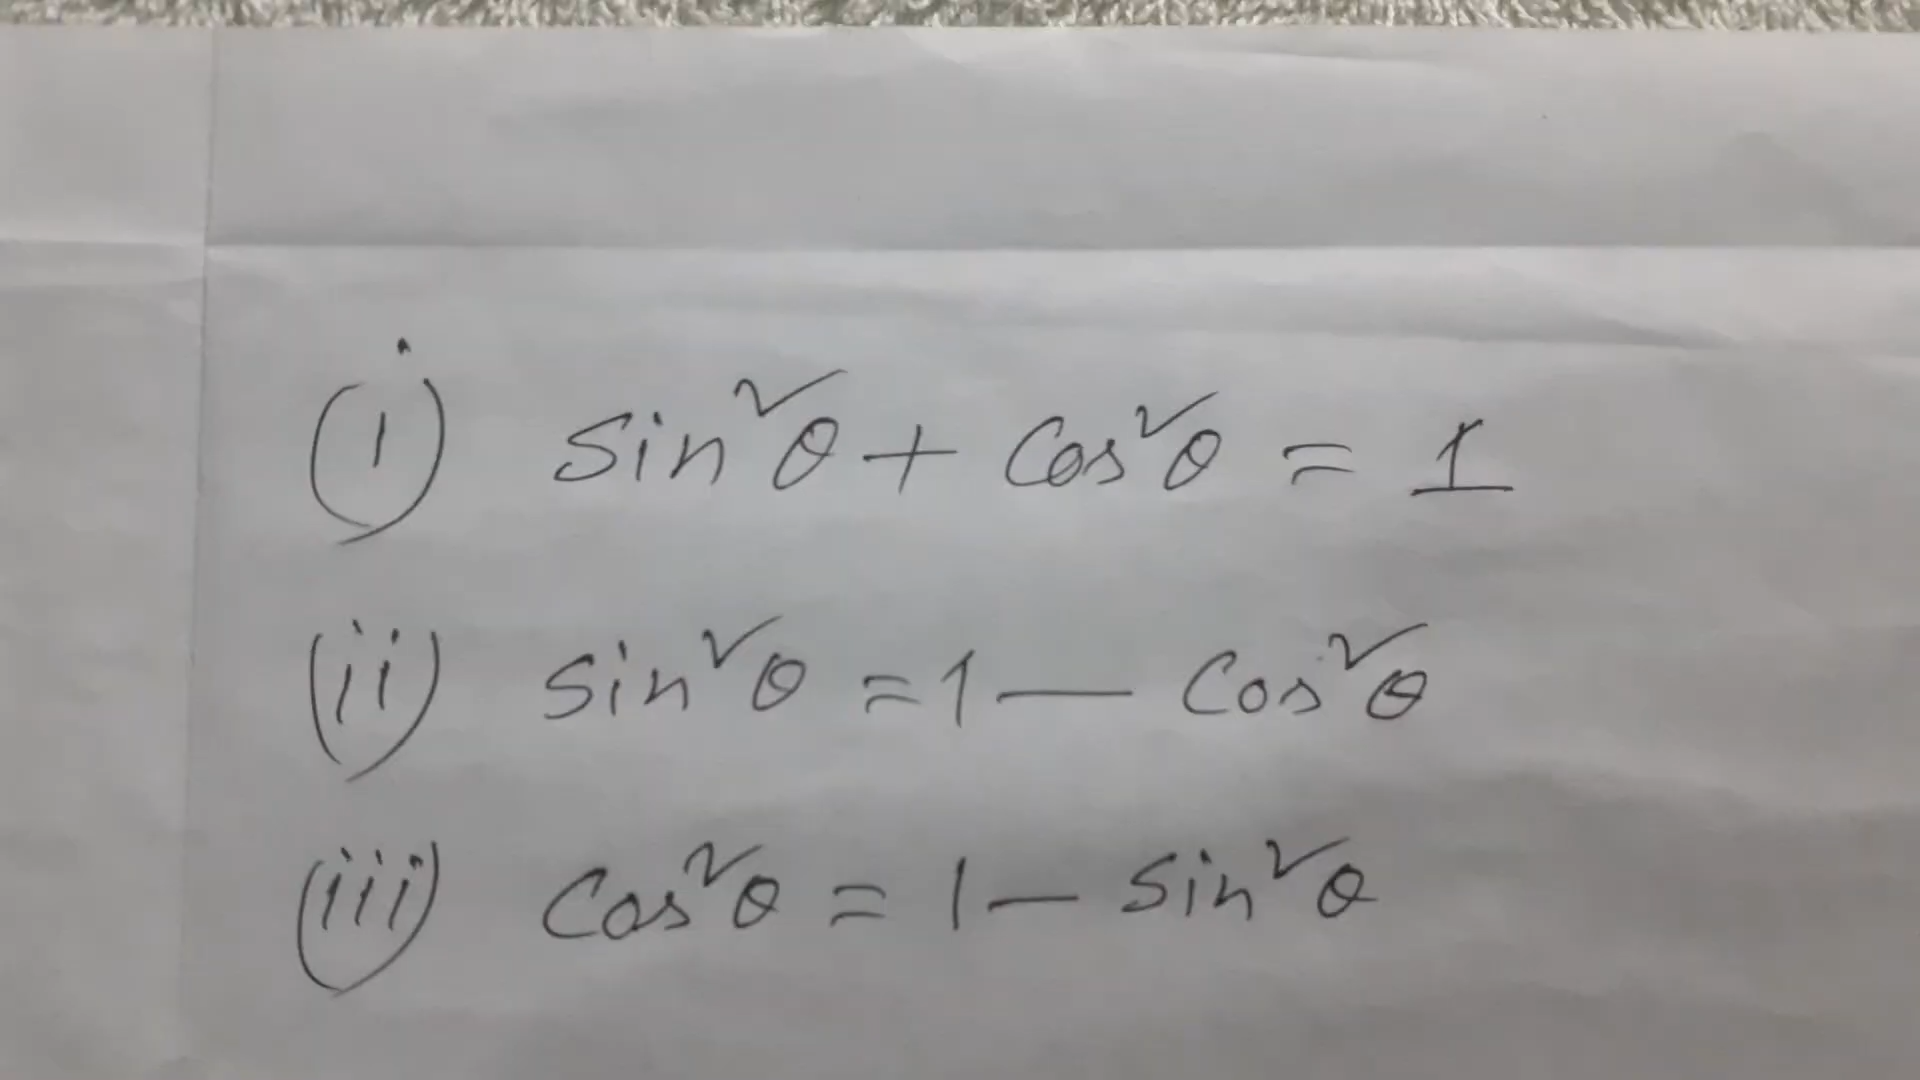 (i) sin²θ + cos²θ = 1
(ii) sin²θ = 1 — cos²θ
(iii) cos²θ = 1 — sin²θ